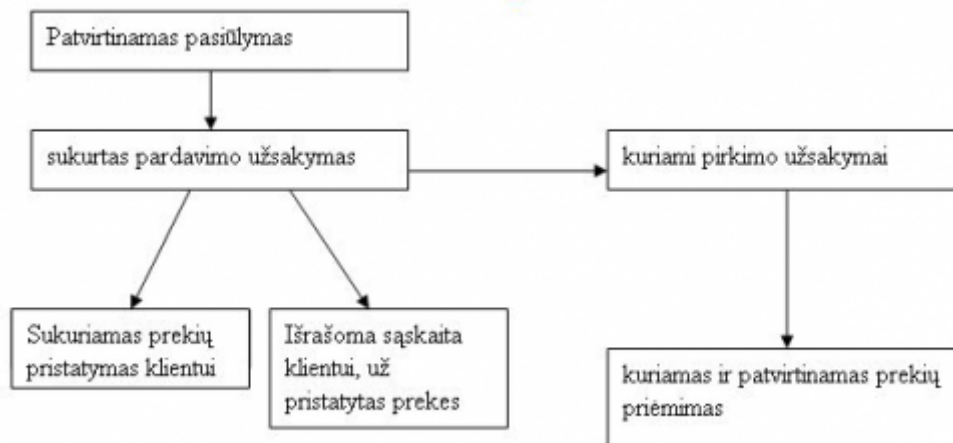 Patvirtinamas pasiūlymas
sukurtas pardavimo užsakymas
kuriami pirkimo užsakymai
Sukuriamas prekių
pristatymas klientui
Išrašoma sąskaita
klientui, už
pristatytas prekes
kuriamas ir patvirtinamas prekių
priėmimas